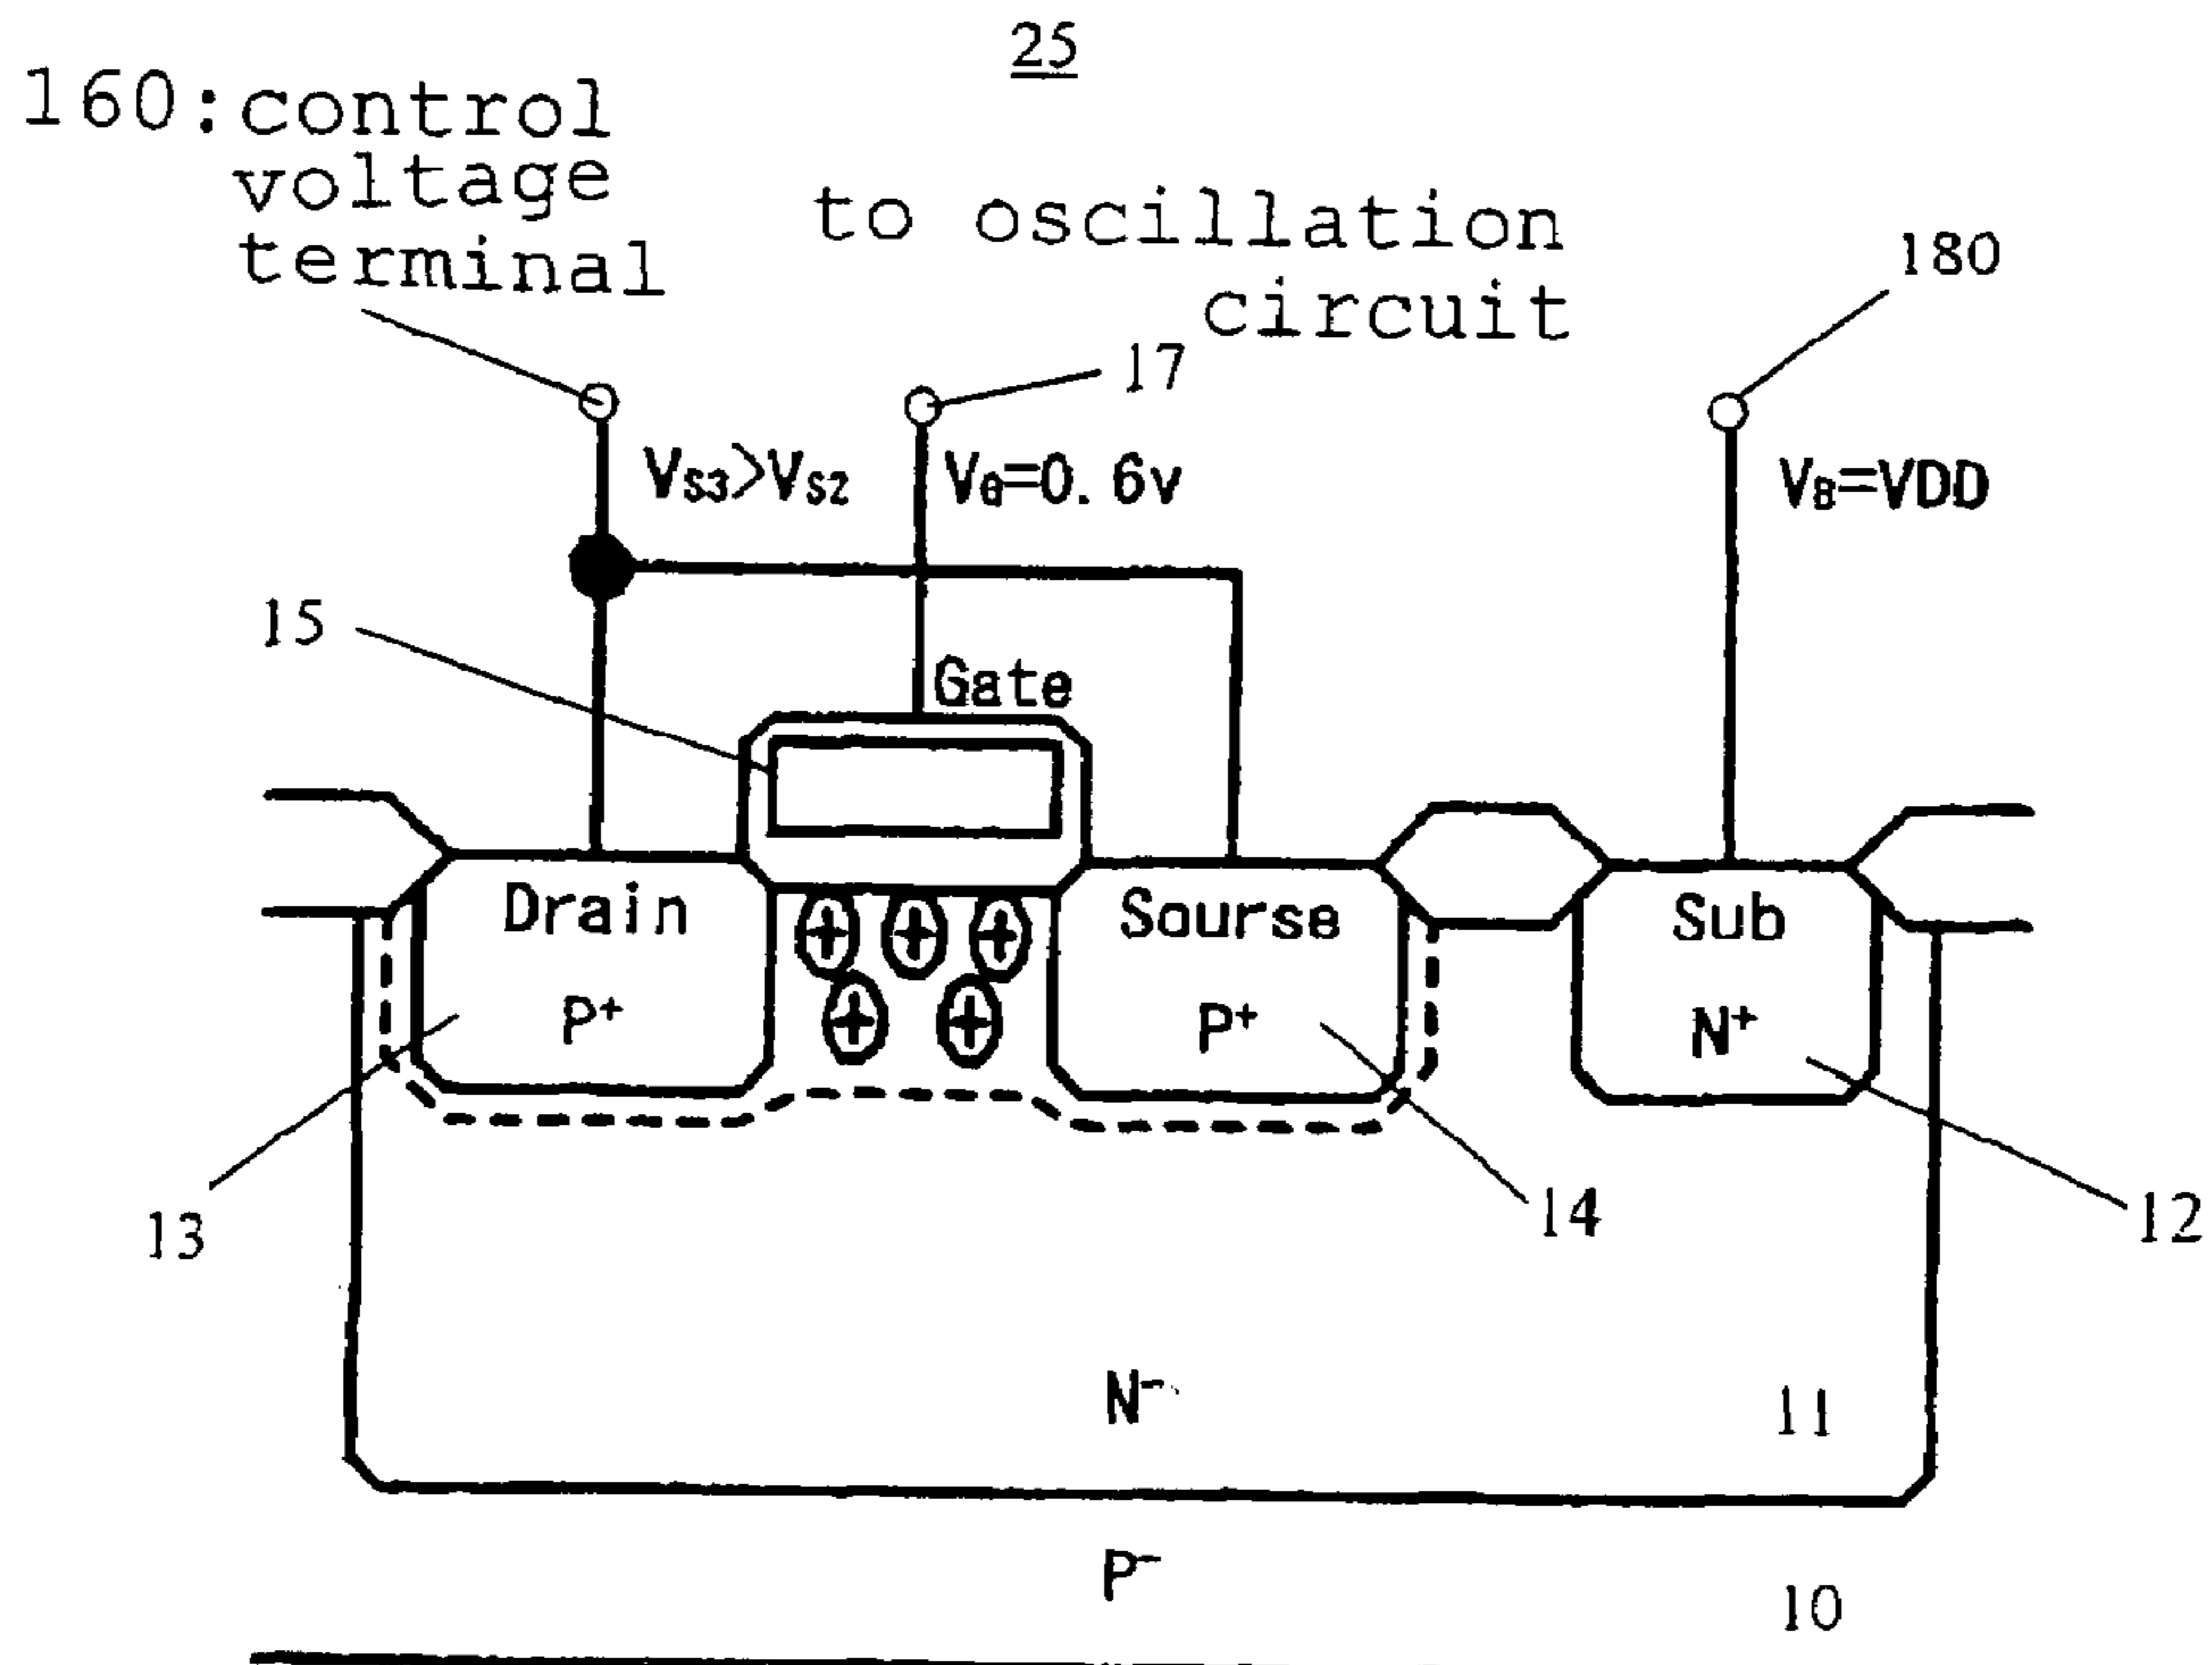 25
160:control
voltage
terminal
to oscillation
circuit
180
17
VS3>VS2
VG=0.6v
VB=VDD
15
Gate
Drain
Sourse
Sub
P+
P+
N+
13
14
12
N-
11
P-
10